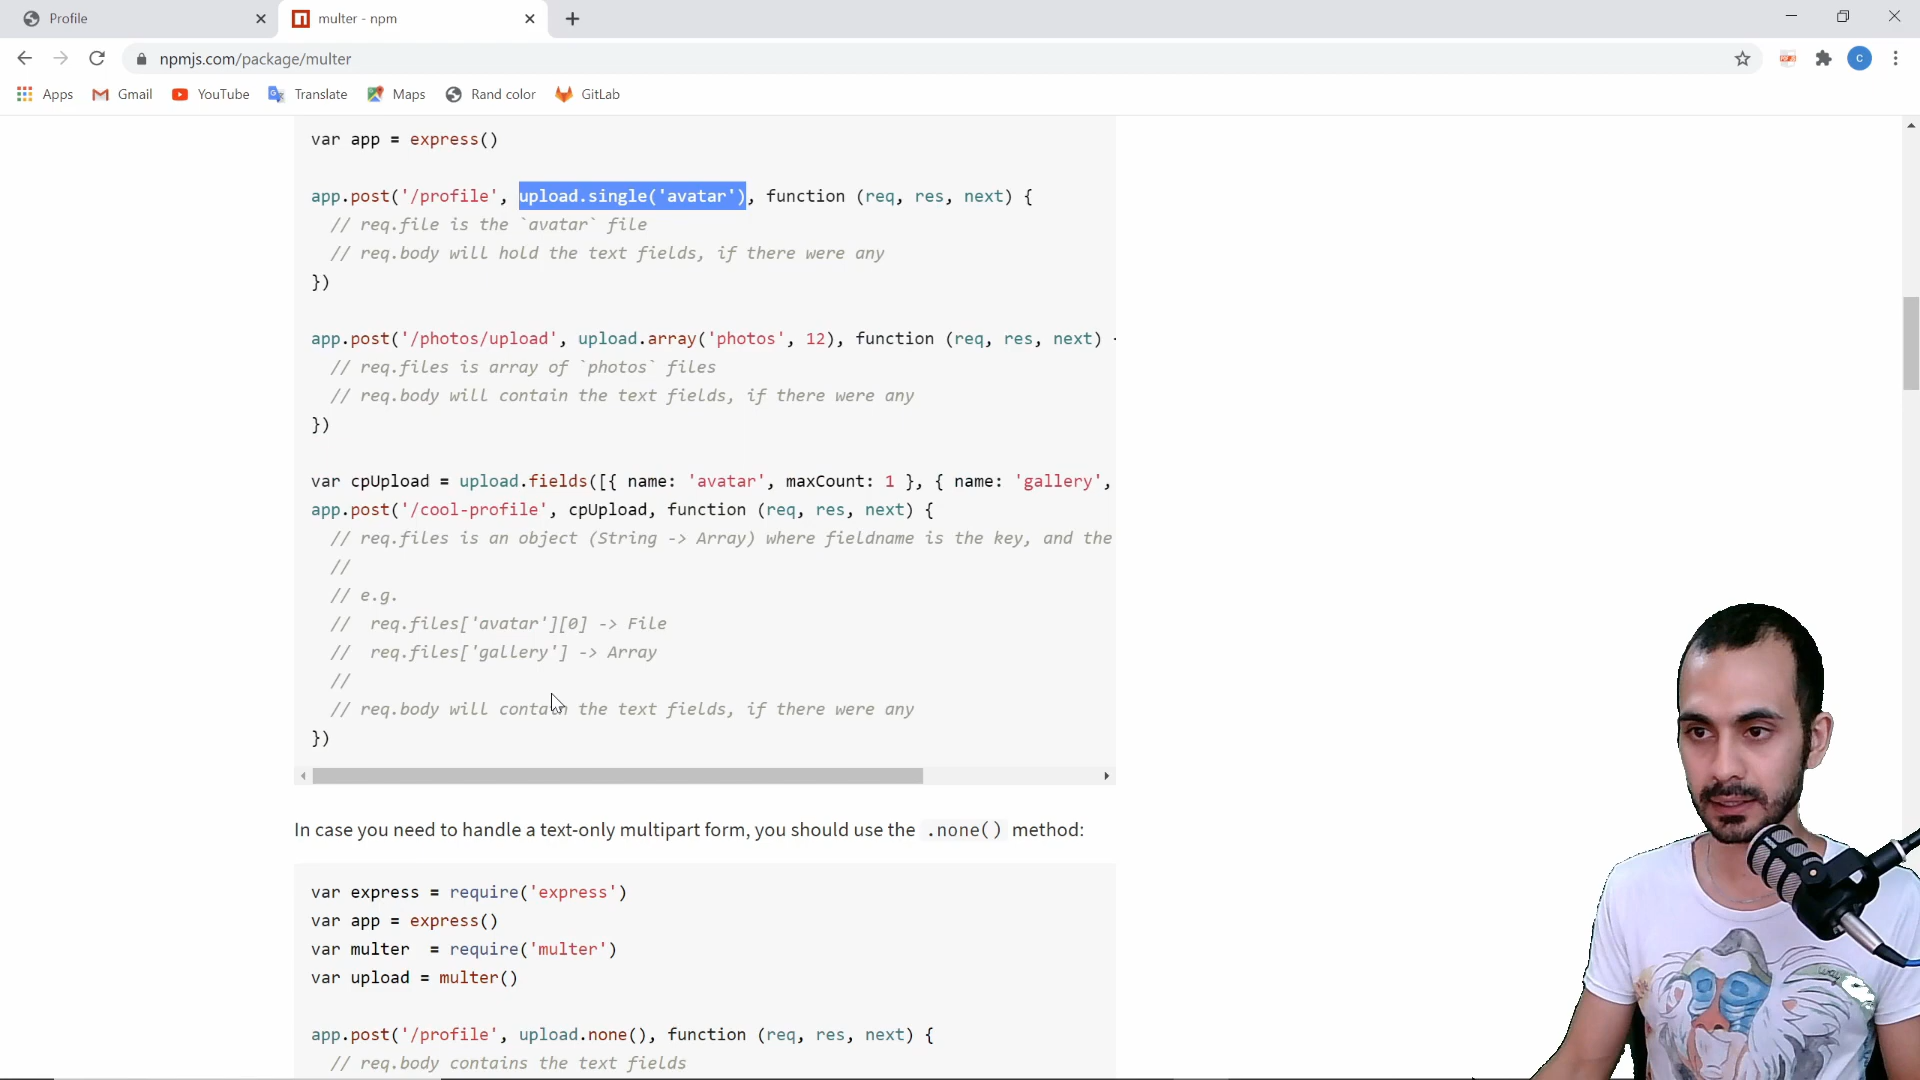 Profile
multer - npm
npmjs.com/package/multer
C
Apps
Gmail
YouTube
Translate
Maps
Rand color
GitLab
var app = express()
app.post('/profile', upload.single('avatar'), function (req, res, next) {
// req.file is the `avatar` file
// req.body will hold the text fields, if there were any
})
app.post('/photos/upload', upload.array('photos', 12), function (req, res, next)
// req.files is array of `photos` files
// req.body will contain the text fields, if there were any
})
var cpUpload = upload.fields([{ name: 'avatar', maxCount: 1 }, { name: 'gallery',
app.post('/cool-profile', cpUpload, function (req, res, next) {
// req.files is an object (String -> Array) where fieldname is the key, and the
//
// e.g.
//  req.files['avatar'][0] -> File
//  req.files['gallery'] -> Array
//
// req.body will contain the text fields, if there were any
})
In case you need to handle a text-only multipart form, you should use the .none() method:
var express = require('express')
var app = express()
var multer  = require('multer')
var upload = multer()
app.post('/profile', upload.none(), function (req, res, next) {
// req.body contains the text fields